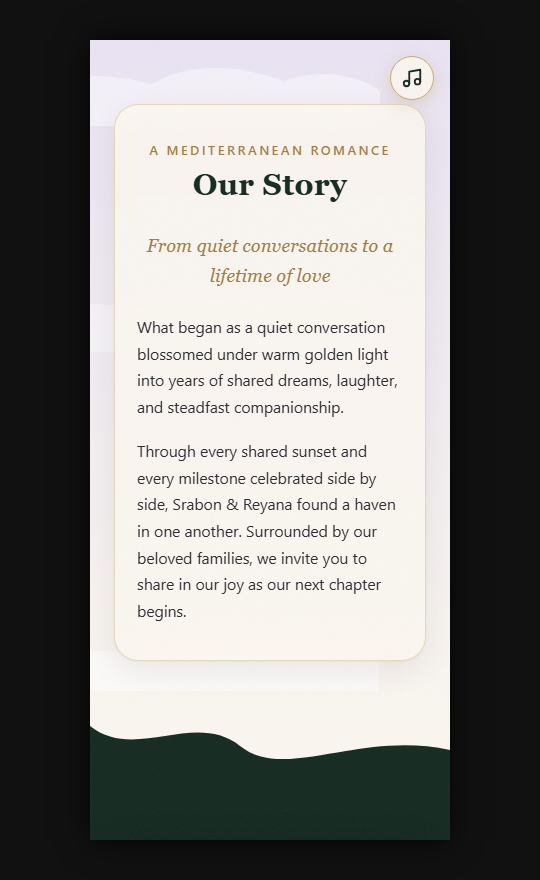 A MEDITERRANEAN ROMANCE
Our Story
From quiet conversations to a
lifetime of love
What began as a quiet conversation
blossomed under warm golden light
into years of shared dreams, laughter,
and steadfast companionship.
Through every shared sunset and
every milestone celebrated side by
side, Srabon & Reyana found a haven
in one another. Surrounded by our
beloved families, we invite you to
share in our joy as our next chapter
begins.